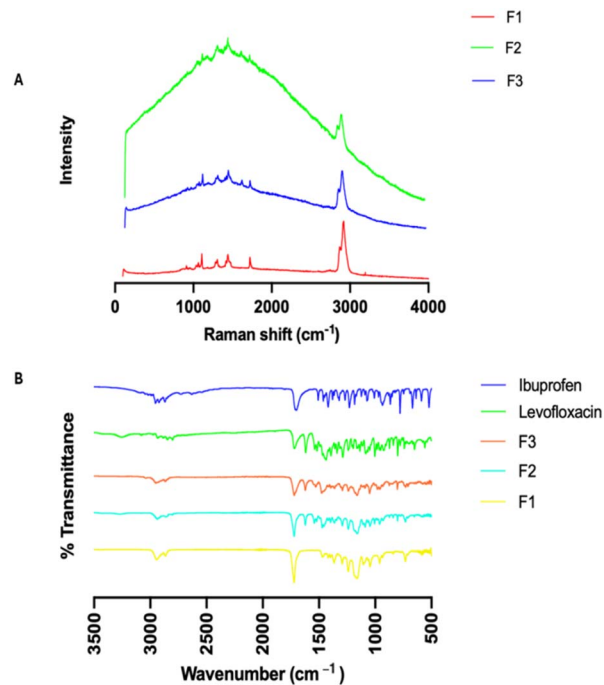 A
F1
F2
F3
Intensity
0 1000 2000 3000 4000
Raman shift (cm-1)
B
Ibuprofen
Levofloxacin
F3
F2
F1
% Transmittance
3500 3000 2500 2000 1500 1000 500
Wavenumber (cm −1)